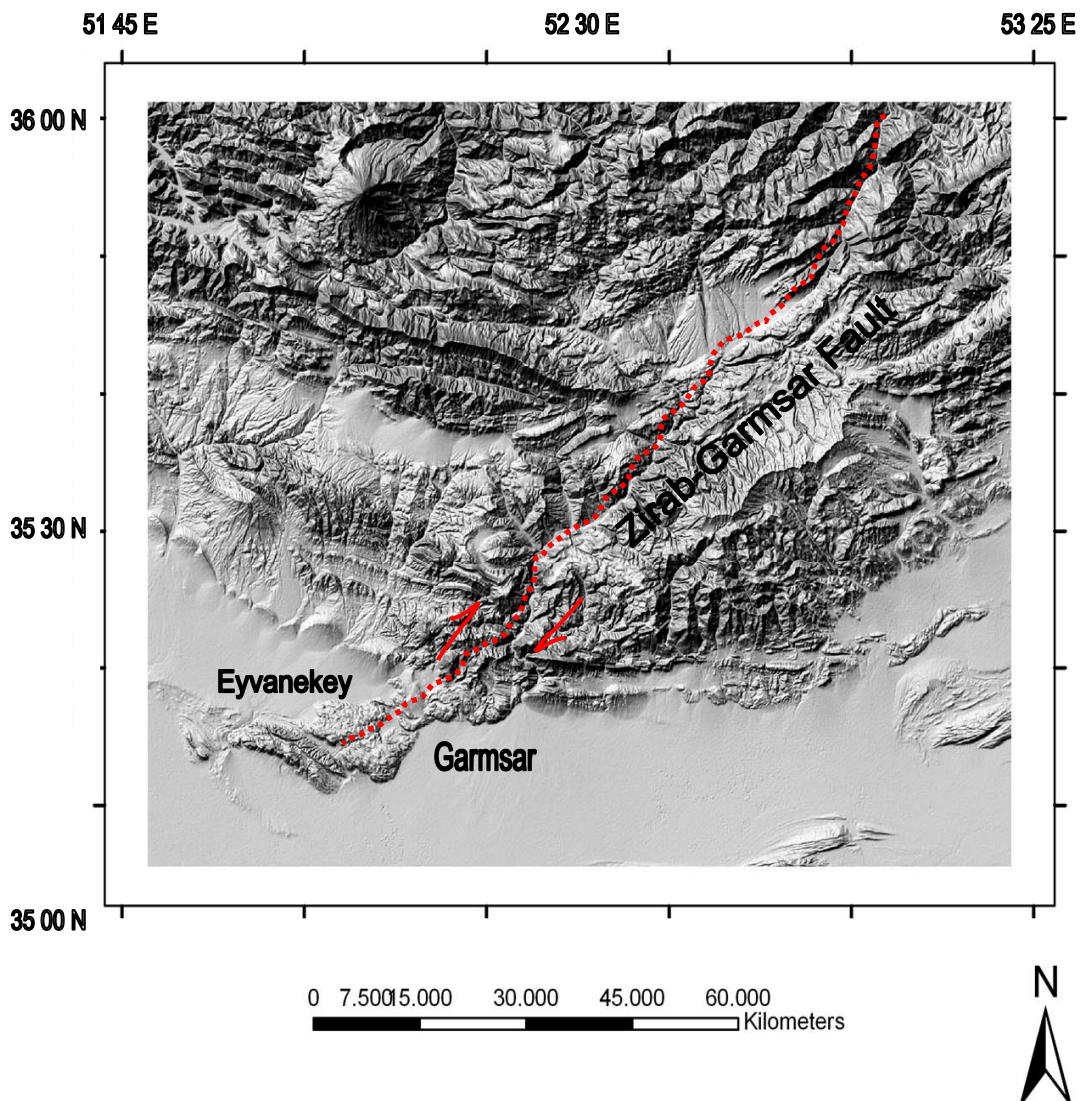 51 45 E 52 30 E 53 25 E
36 00 N
Zirab-Garmsar Fault
35 30 N
Eyvanekey
Garmsar
35 00 N
N
0 7.500 15.000 30.000 45.000 60.000
Kilometers